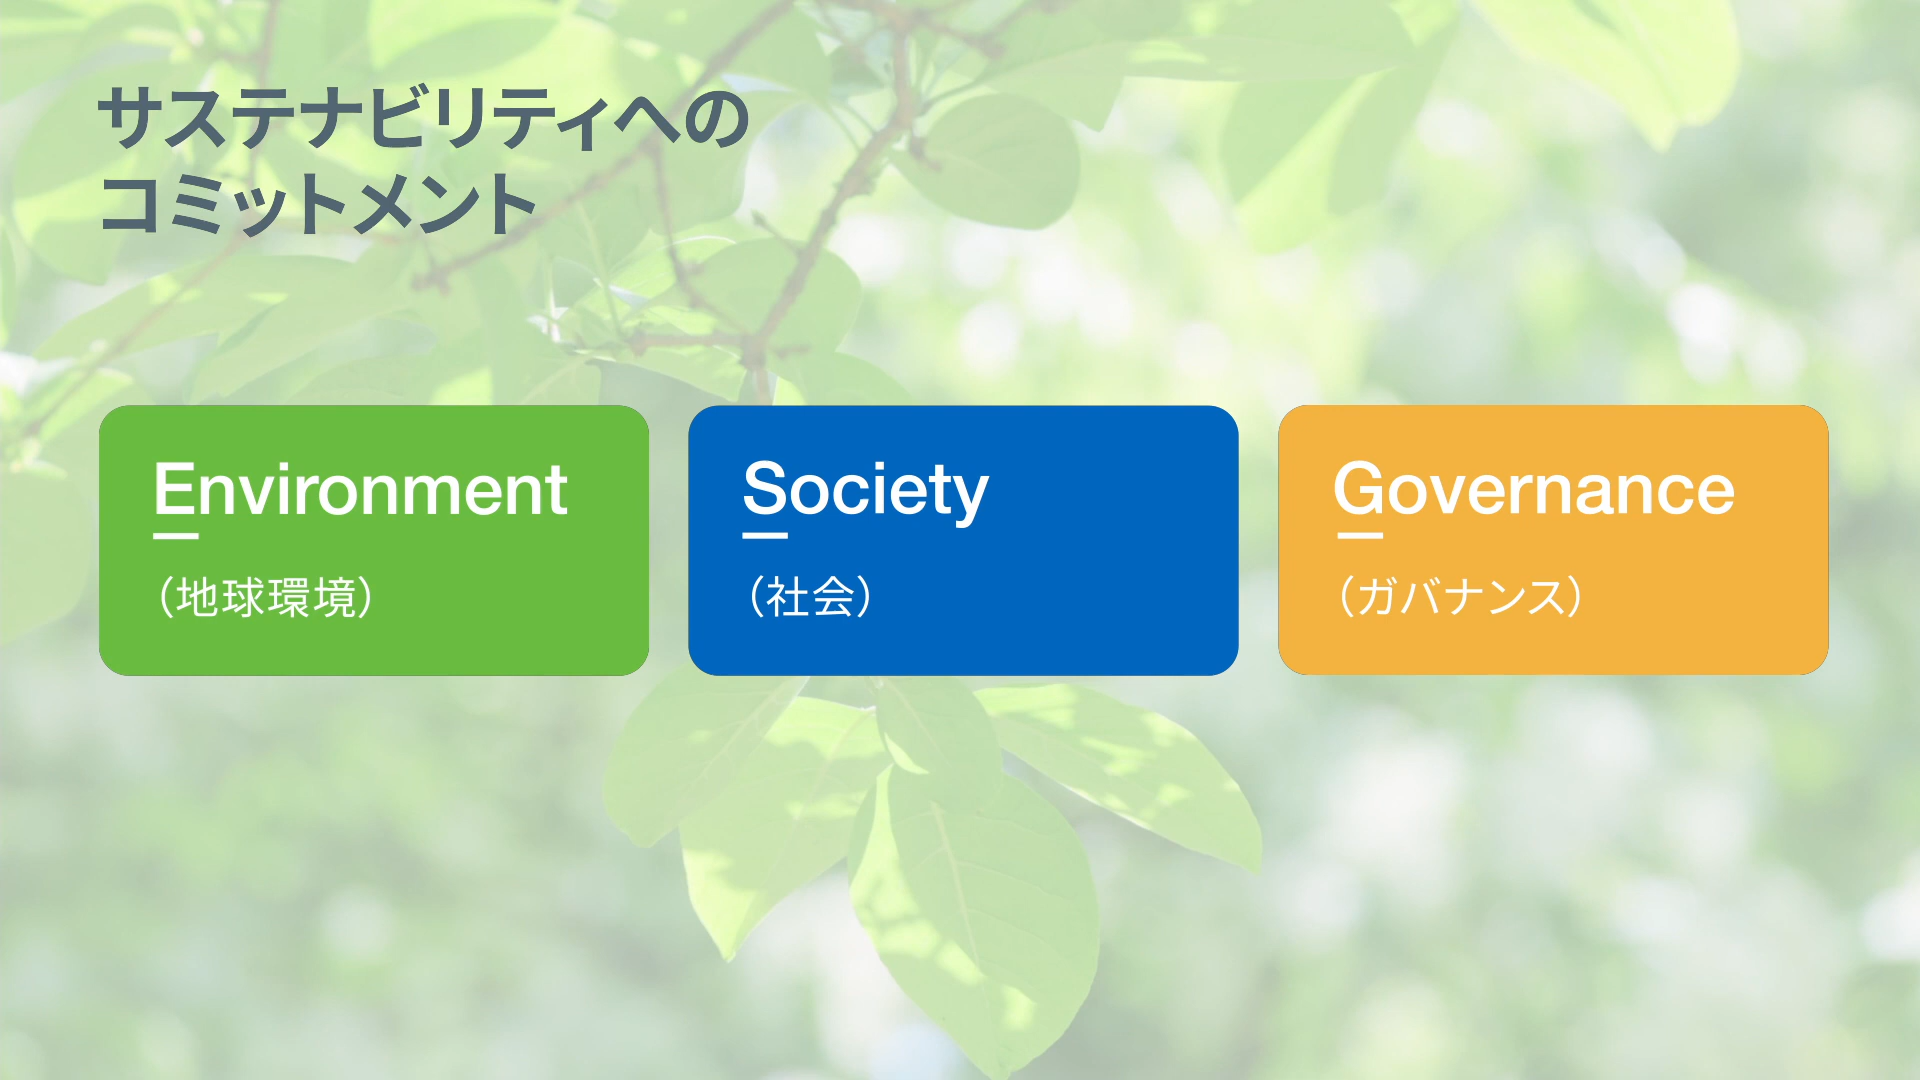 サステナビリティへの
コミットメント
Environment
（地球環境）
Society
（社会）
Governance
（ガバナンス）